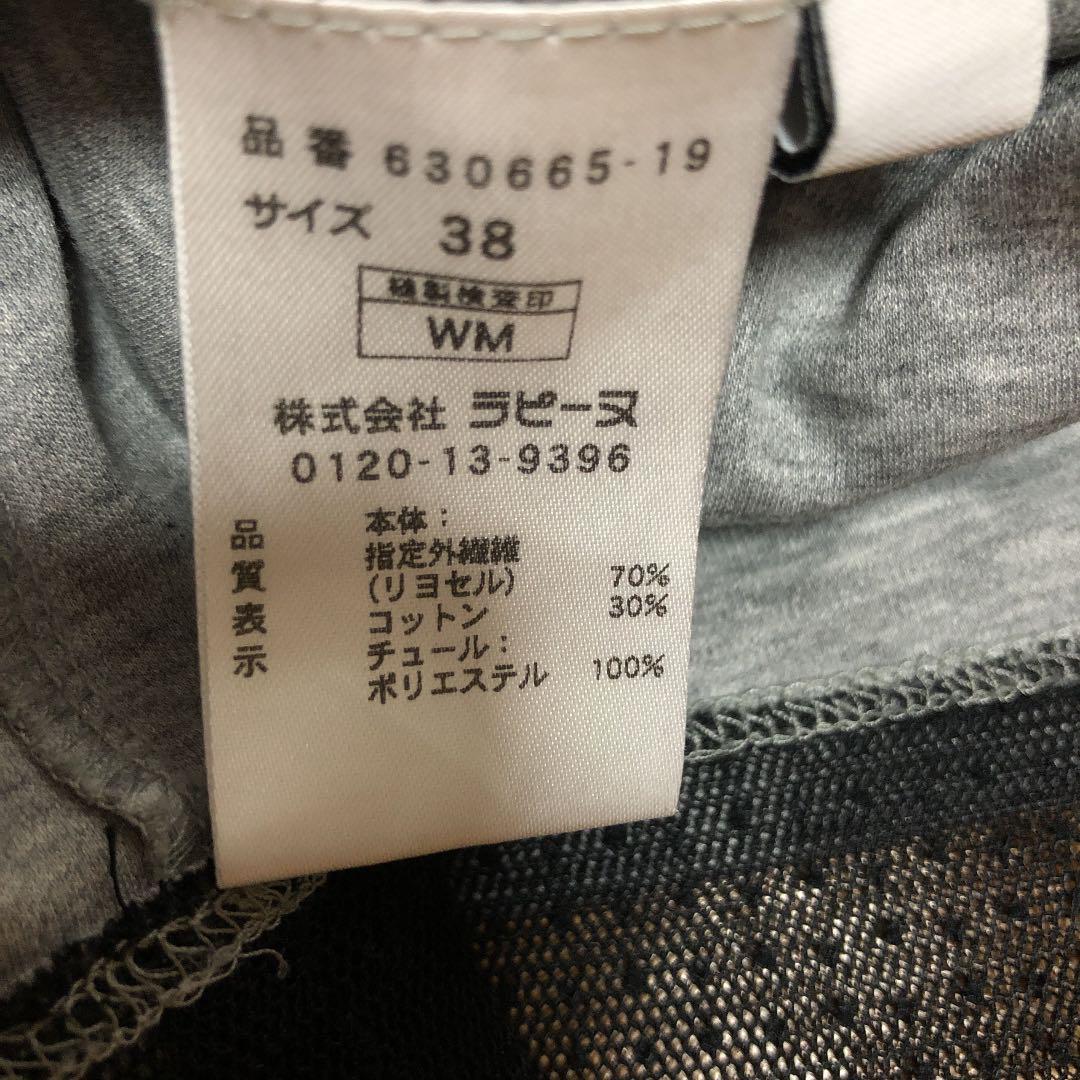 品番 630665-19
サイズ 38
縫製検査印
WM
株式会社 ラピーヌ
0120-13-9396
品質表示
本体:
指定外繊維
(リヨセル) 70%
コットン 30%
チュール:
ポリエステル 100%